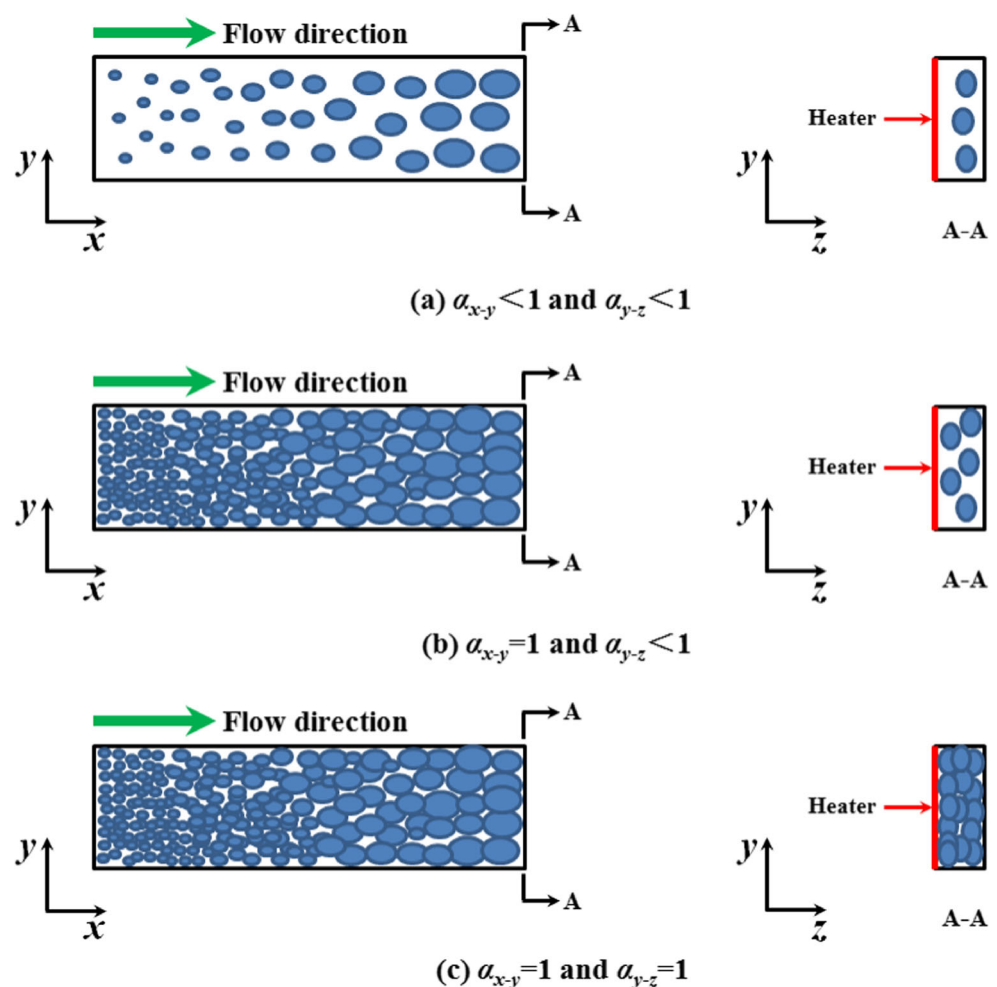 Flow direction
A
Heater
y
x
A
y
z
A-A
(a) αx-y＜1 and αy-z＜1
Flow direction
A
Heater
y
x
A
y
z
A-A
(b) αx-y=1 and αy-z＜1
Flow direction
A
Heater
y
x
A
y
z
A-A
(c) αx-y=1 and αy-z=1